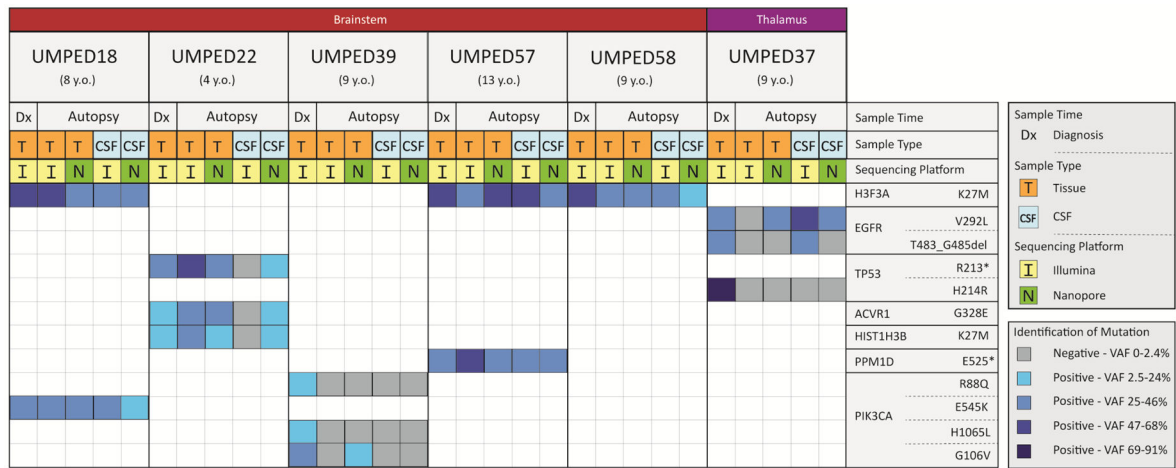 Brainstem Thalamus
UMPED18 UMPED22 UMPED39 UMPED57 UMPED58 UMPED37
(8 y.o.) (4 y.o.) (9 y.o.) (13 y.o.) (9 y.o.) (9 y.o.)
Dx Autopsy Dx Autopsy Dx Autopsy Dx Autopsy Dx Autopsy Dx Autopsy Sample Time
T T T CSF CSF T T T CSF CSF T T T CSF CSF T T T CSF CSF T T T CSF CSF T T T CSF CSF Sample Type
I I N I N I I N I N I I N I N I I N I N I I N I N I I N I N Sequencing Platform
H3F3A K27M
EGFR V292L
T483_G485del
TP53 R213*
H214R
ACVR1 G328E
HIST1H3B K27M
PPM1D E525*
PIK3CA R88Q
E545K
H1065L
G106V
Sample Time
Dx Diagnosis
Sample Type
T Tissue
CSF CSF
Sequencing Platform
I Illumina
N Nanopore
Identification of Mutation
Negative - VAF 0-2.4%
Positive - VAF 2.5-24%
Positive - VAF 25-46%
Positive - VAF 47-68%
Positive - VAF 69-91%